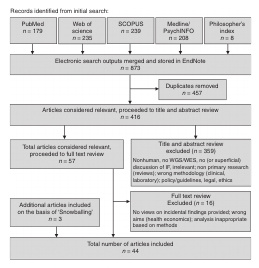 Records identified from initial search:
PubMed
n = 179
Web of
science
n = 235
SCOPUS
n = 239
Medline/
PsychINFO
n = 208
Philosopher's
index
n = 8
Electronic search outputs merged and stored in EndNote
n = 873
Duplicates removed
n = 457
Articles considered relevant, proceeded to title and abstract review
n = 416
Total articles considered relevant,
proceeded to full text review
n = 57
Title and abstract review
excluded (n = 359)
Nonhuman, no WGS/WES, no (or superficial)
discussion of IF, irrelevant; non primary research
(reviews); wrong methodology (clinical,
laboratory); policy/guidelines, legal, ethics
Additional articles included
on the basis of 'Snowballing'
n = 3
Full text review
Excluded (n = 16)
No views on incidental findings provided; wrong
aims (health economics); analysis inappropriate
based on methods
Total number of articles included
n = 44